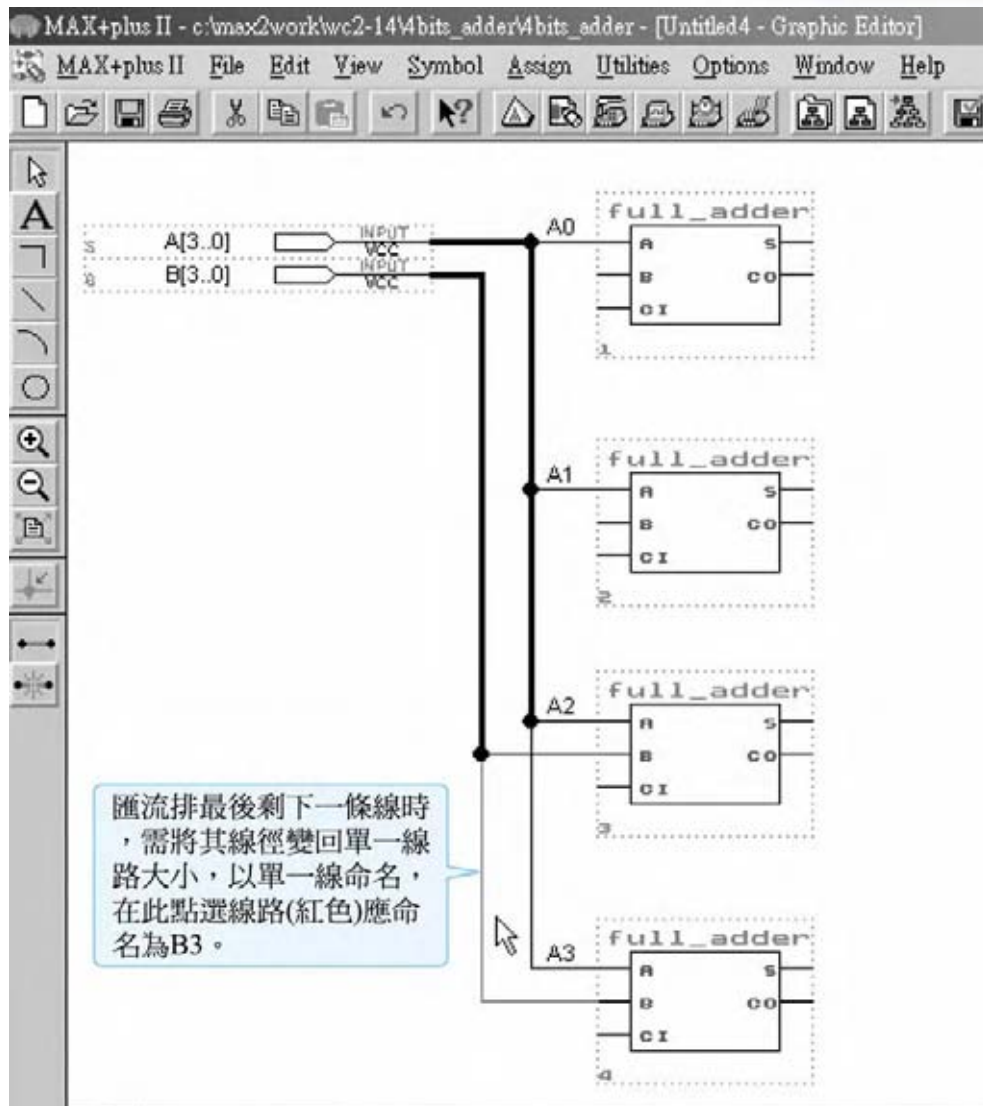 MAX+plus II - c:\max2work\wc2-14\4bits_adder\4bits_adder - [Untitled4 - Graphic Editor]
MAX+plus II File Edit View Symbol Assign Utilities Options Window Help
A[3..0] INPUT VCC
B[3..0] INPUT VCC
A0
full_adder
A S
B CO
CI
1
A1
full_adder
A S
B CO
CI
2
A2
full_adder
A S
B CO
CI
3
匯流排最後剩下一條線時
,需將其線徑變回單一線
路大小,以單一線命名,
在此點選線路(紅色)應命
名為B3。
A3
full_adder
A S
B CO
CI
4